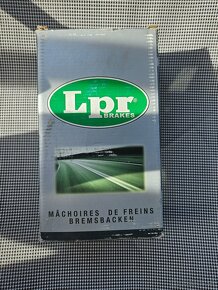 Lpr®
BRAKES
MÂCHOIRES DE FREINS
BREMSBACKEN